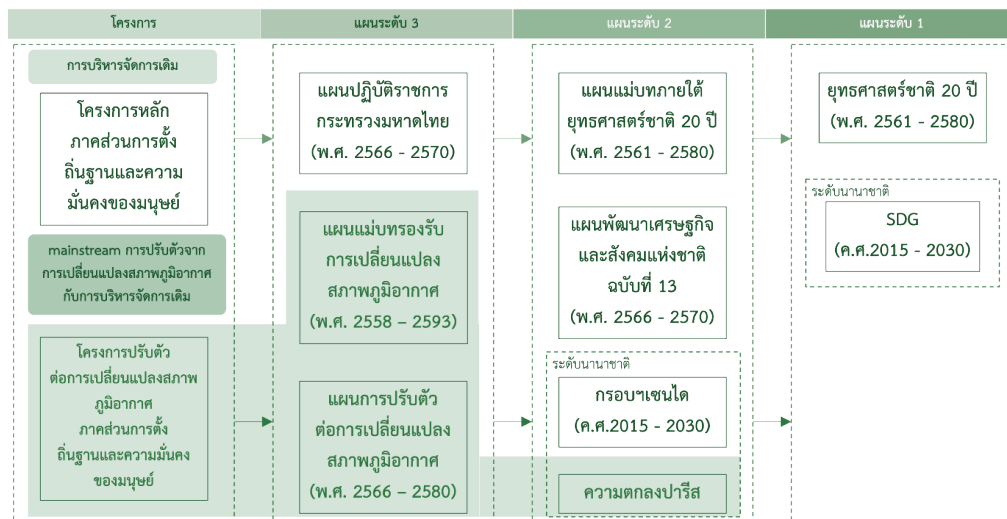 โครงการ
แผนระดับ 3
แผนระดับ 2
แผนระดับ 1
การบริหารจัดการเดิม
โครงการหลัก
ภาคส่วนการตั้ง
ถิ่นฐานและความ
มั่นคงของมนุษย์
mainstream การปรับตัวจาก
การเปลี่ยนแปลงสภาพภูมิอากาศ
กับการบริหารจัดการเดิม
โครงการปรับตัว
ต่อการเปลี่ยนแปลงสภาพ
ภูมิอากาศ
ภาคส่วนการตั้ง
ถิ่นฐานและความมั่นคง
ของมนุษย์
แผนปฏิบัติราชการ
กระทรวงมหาดไทย
(พ.ศ. 2566 - 2570)
แผนแม่บทรองรับ
การเปลี่ยนแปลง
สภาพภูมิอากาศ
(พ.ศ. 2558 – 2593)
แผนการปรับตัว
ต่อการเปลี่ยนแปลง
สภาพภูมิอากาศ
(พ.ศ. 2566 – 2580)
แผนแม่บทภายใต้
ยุทธศาสตร์ชาติ 20 ปี
(พ.ศ. 2561 - 2580)
แผนพัฒนาเศรษฐกิจ
และสังคมแห่งชาติ
ฉบับที่ 13
(พ.ศ. 2566 - 2570)
ระดับนานาชาติ
กรอบฯเซนได
(ค.ศ.2015 - 2030)
ความตกลงปารีส
ยุทธศาสตร์ชาติ 20 ปี
(พ.ศ. 2561 - 2580)
ระดับนานาชาติ
SDG
(ค.ศ.2015 - 2030)